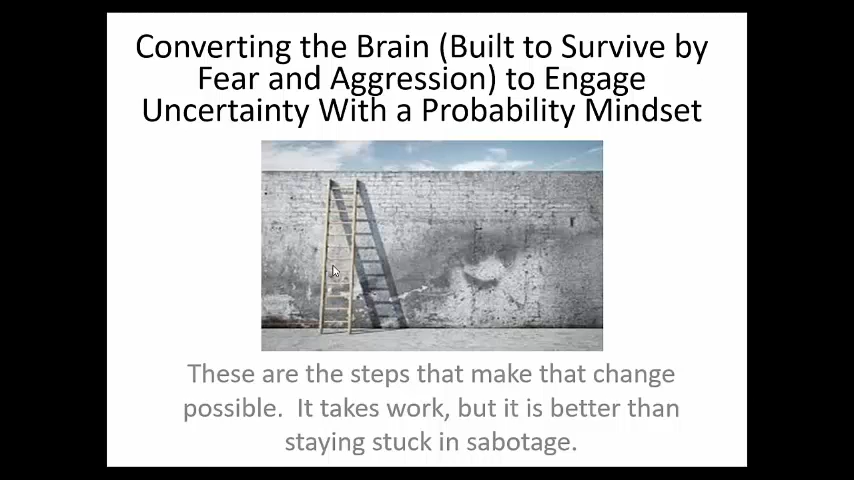 Converting the Brain (Built to Survive by
Fear and Aggression) to Engage
Uncertainty With a Probability Mindset
These are the steps that make that change
possible.  It takes work, but it is better than
staying stuck in sabotage.